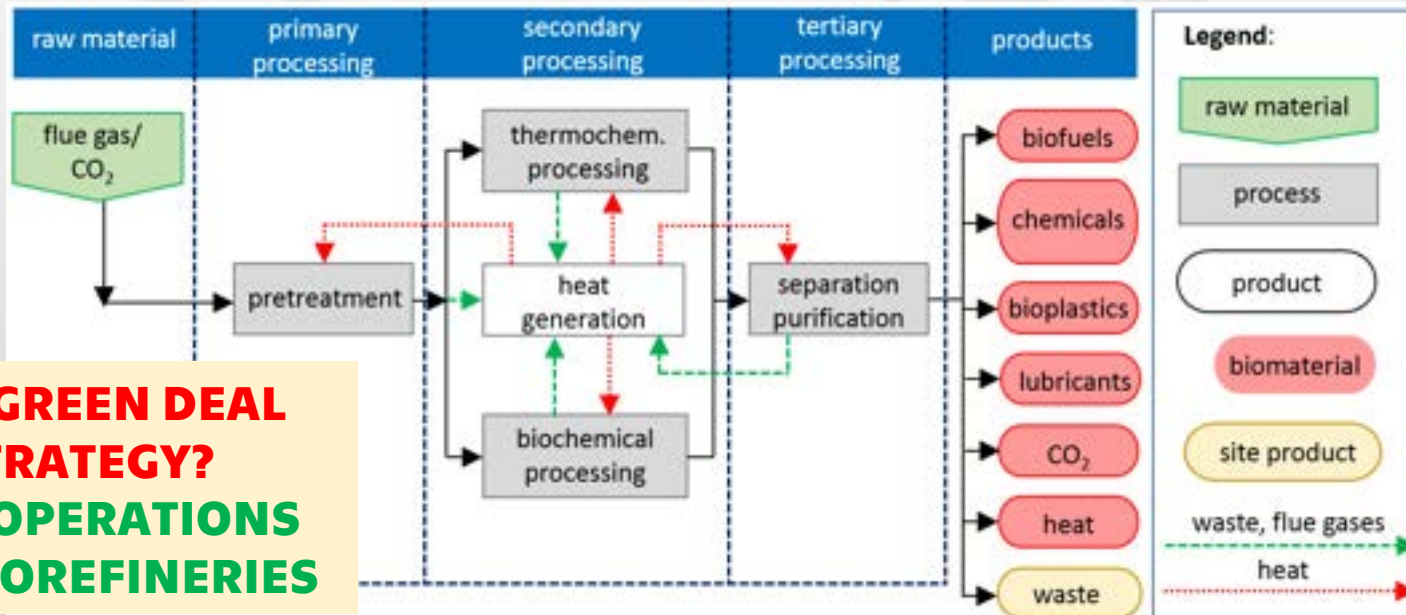 raw material
primary
processing
secondary
processing
tertiary
processing
products
flue gas/
CO₂
pretreatment
thermochem.
processing
heat
generation
biochemical
processing
separation
purification
biofuels
chemicals
bioplastics
lubricants
CO₂
heat
waste
Legend:
raw material
process
product
biomaterial
site product
waste, flue gases
heat
GREEN DEAL
TRATEGY?
OPERATIONS
OREFINERIES